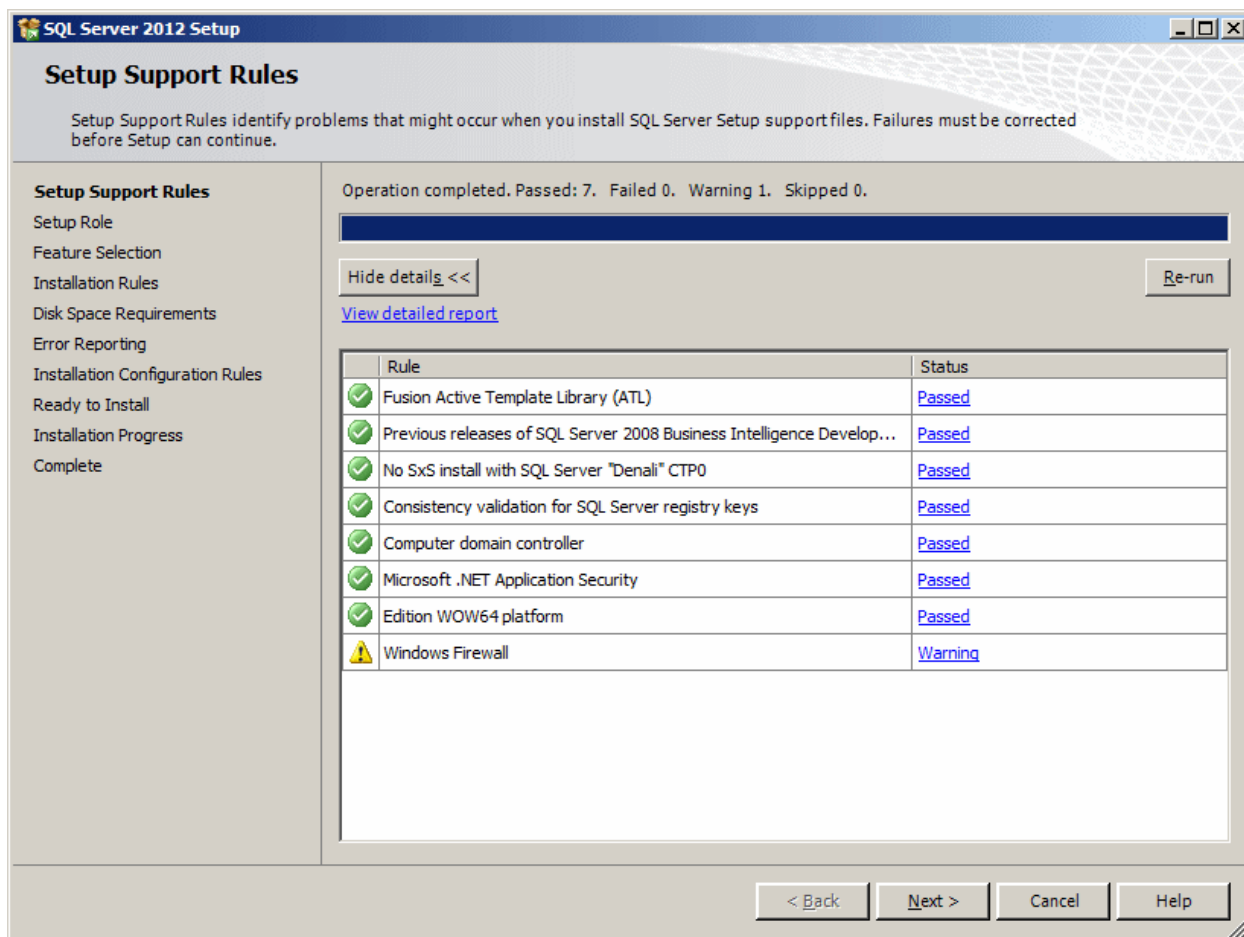 SQL Server 2012 Setup
Setup Support Rules
Setup Support Rules identify problems that might occur when you install SQL Server Setup support files. Failures must be corrected
before Setup can continue.
Setup Support Rules
Setup Role
Feature Selection
Installation Rules
Disk Space Requirements
Error Reporting
Installation Configuration Rules
Ready to Install
Installation Progress
Complete
Operation completed. Passed: 7. Failed 0. Warning 1. Skipped 0.
Hide details <<
Re-run
View detailed report
Rule Status
Fusion Active Template Library (ATL) Passed
Previous releases of SQL Server 2008 Business Intelligence Develop... Passed
No SxS install with SQL Server "Denali" CTP0 Passed
Consistency validation for SQL Server registry keys Passed
Computer domain controller Passed
Microsoft .NET Application Security Passed
Edition WOW64 platform Passed
Windows Firewall Warning
< Back Next > Cancel Help